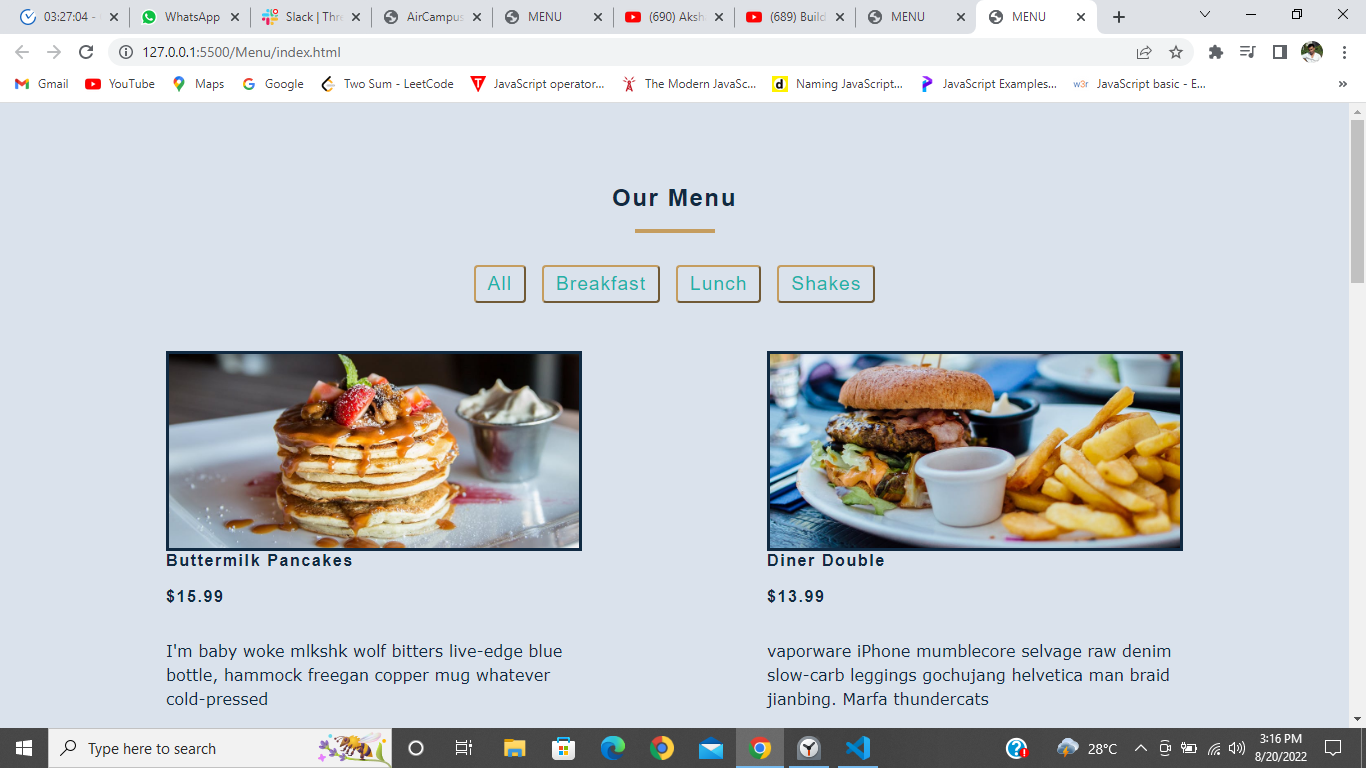 03:27:04 -
WhatsApp
Slack | Thre
AirCampus
MENU
(690) Aksh
(689) Build
MENU
MENU
127.0.0.1:5500/Menu/index.html
Gmail
YouTube
Maps
Google
Two Sum - LeetCode
JavaScript operator...
The Modern JavaSc...
d
Naming JavaScript...
JavaScript Examples...
w3r
JavaScript basic - E...
Our Menu
All
Breakfast
Lunch
Shakes
Buttermilk Pancakes
$15.99
I'm baby woke mlkshk wolf bitters live-edge blue
bottle, hammock freegan copper mug whatever
cold-pressed
Diner Double
$13.99
vaporware iPhone mumblecore selvage raw denim
slow-carb leggings gochujang helvetica man braid
jianbing. Marfa thundercats
Type here to search
28°C
3:16 PM
8/20/2022